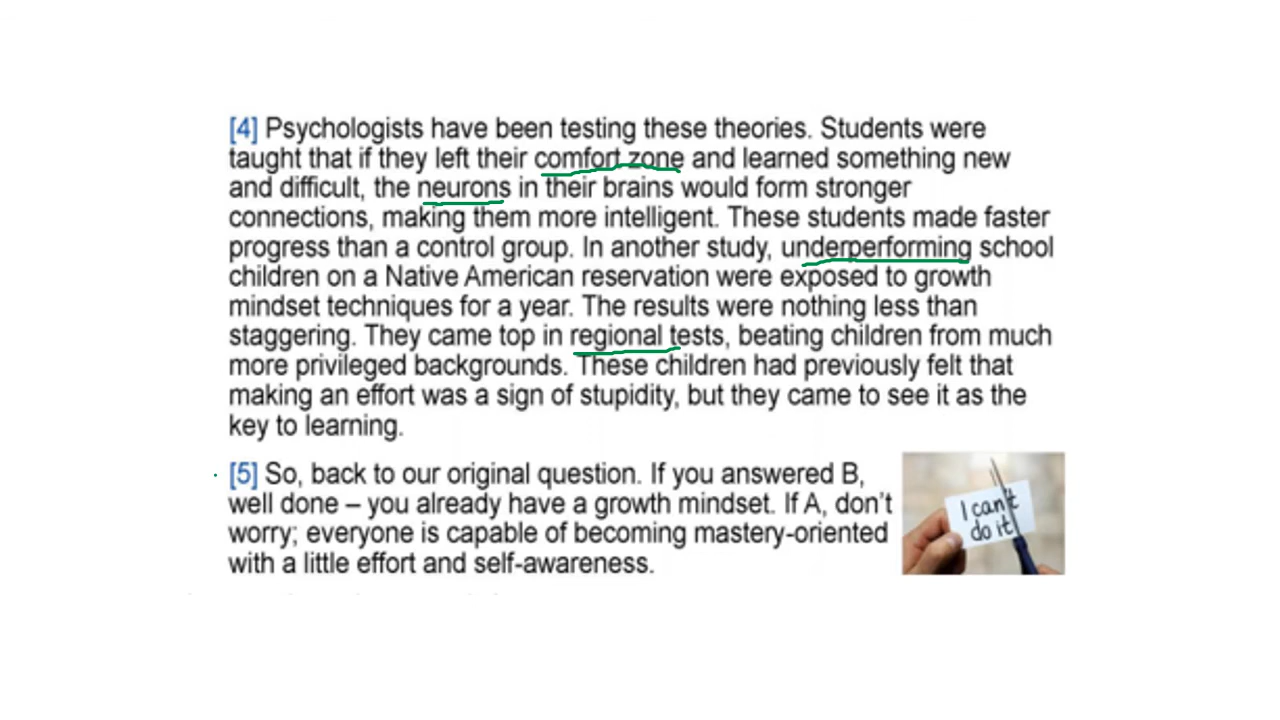 [4] Psychologists have been testing these theories. Students were
taught that if they left their comfort zone and learned something new
and difficult, the neurons in their brains would form stronger
connections, making them more intelligent. These students made faster
progress than a control group. In another study, underperforming school
children on a Native American reservation were exposed to growth
mindset techniques for a year. The results were nothing less than
staggering. They came top in regional tests, beating children from much
more privileged backgrounds. These children had previously felt that
making an effort was a sign of stupidity, but they came to see it as the
key to learning.
[5] So, back to our original question. If you answered B,
well done – you already have a growth mindset. If A, don’t
worry; everyone is capable of becoming mastery-oriented
with a little effort and self-awareness.
I can't
do it